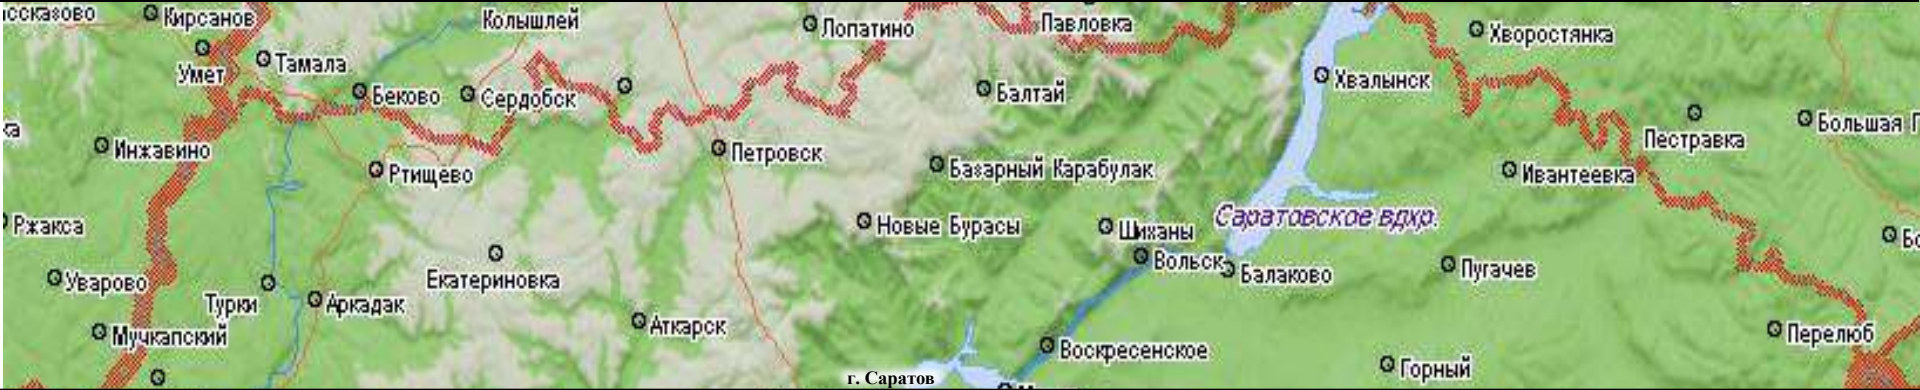 Кирсанов
Колышлей
Лопатино
Павловка
Хворостянка
Умет
Тамала
Беково
Сердобск
Балтай
Хвалынск
Инжавино
Ртищево
Петровск
Базарный Карабулак
Ивантеевка
Пестравка
Большая
Ржакса
Новые Бурасы
Шиханы
Саратовское вдхр.
Уварово
Екатериновка
Вольск
Балаково
Пугачев
Турки
Аркадак
Аткарск
Мучкапский
Воскресенское
Горный
Перелюб
г. Саратов